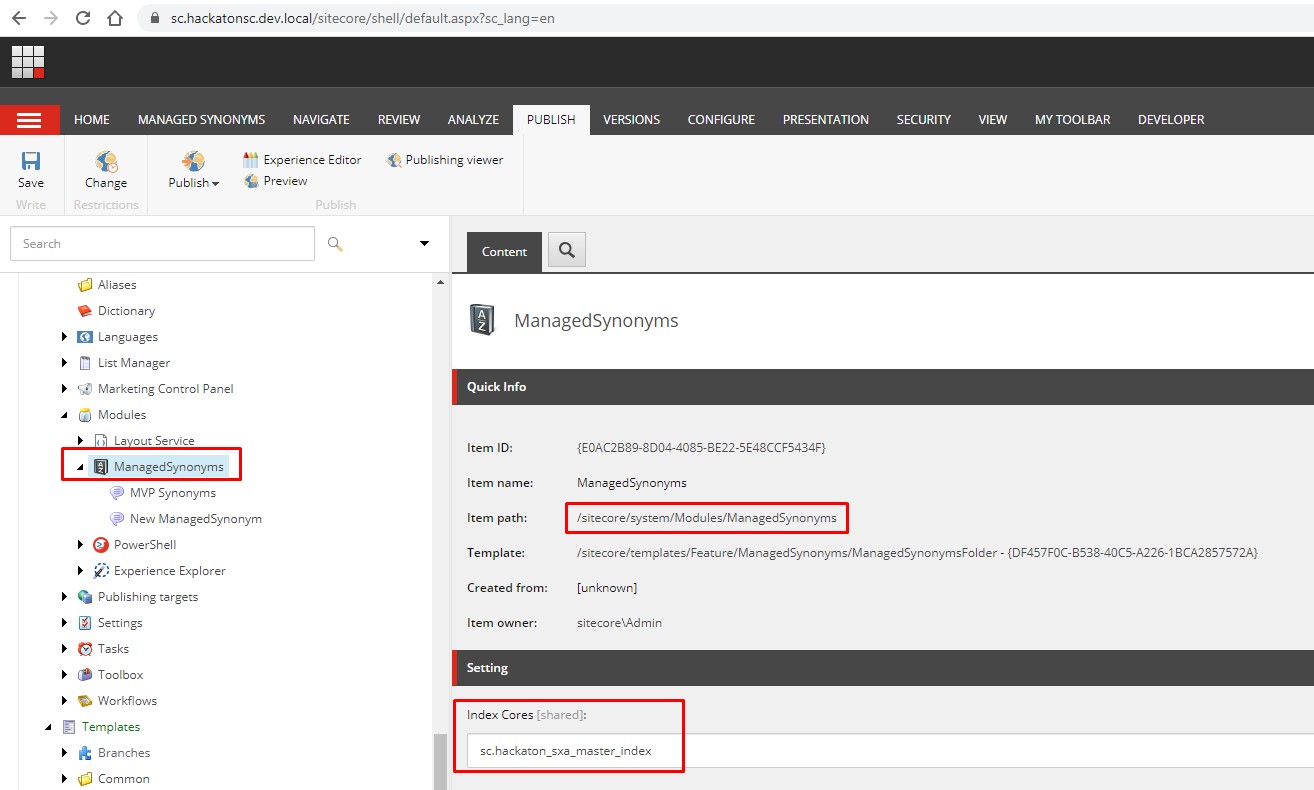 sc.hackatonsc.dev.local/sitecore/shell/default.aspx?sc_lang=en
HOME MANAGED SYNONYMS NAVIGATE REVIEW ANALYZE PUBLISH VERSIONS CONFIGURE PRESENTATION SECURITY VIEW MY TOOLBAR DEVELOPER
Save
Write
Change
Restrictions
Publish
Experience Editor
Preview
Publishing viewer
Publish
Search
Aliases
Dictionary
Languages
List Manager
Marketing Control Panel
Modules
Layout Service
ManagedSynonyms
MVP Synonyms
New ManagedSynonym
PowerShell
Experience Explorer
Publishing targets
Settings
Tasks
Toolbox
Workflows
Templates
Branches
Common
Content
A
Z
ManagedSynonyms
Quick Info
Item ID: {E0AC2B89-8D04-4085-BE22-5E48CCF5434F}
Item name: ManagedSynonyms
Item path: /sitecore/system/Modules/ManagedSynonyms
Template: /sitecore/templates/Feature/ManagedSynonyms/ManagedSynonymsFolder - {DF457F0C-B538-40C5-A226-1BCA2857572A}
Created from: [unknown]
Item owner: sitecore\Admin
Setting
Index Cores [shared]:
sc.hackaton_sxa_master_index